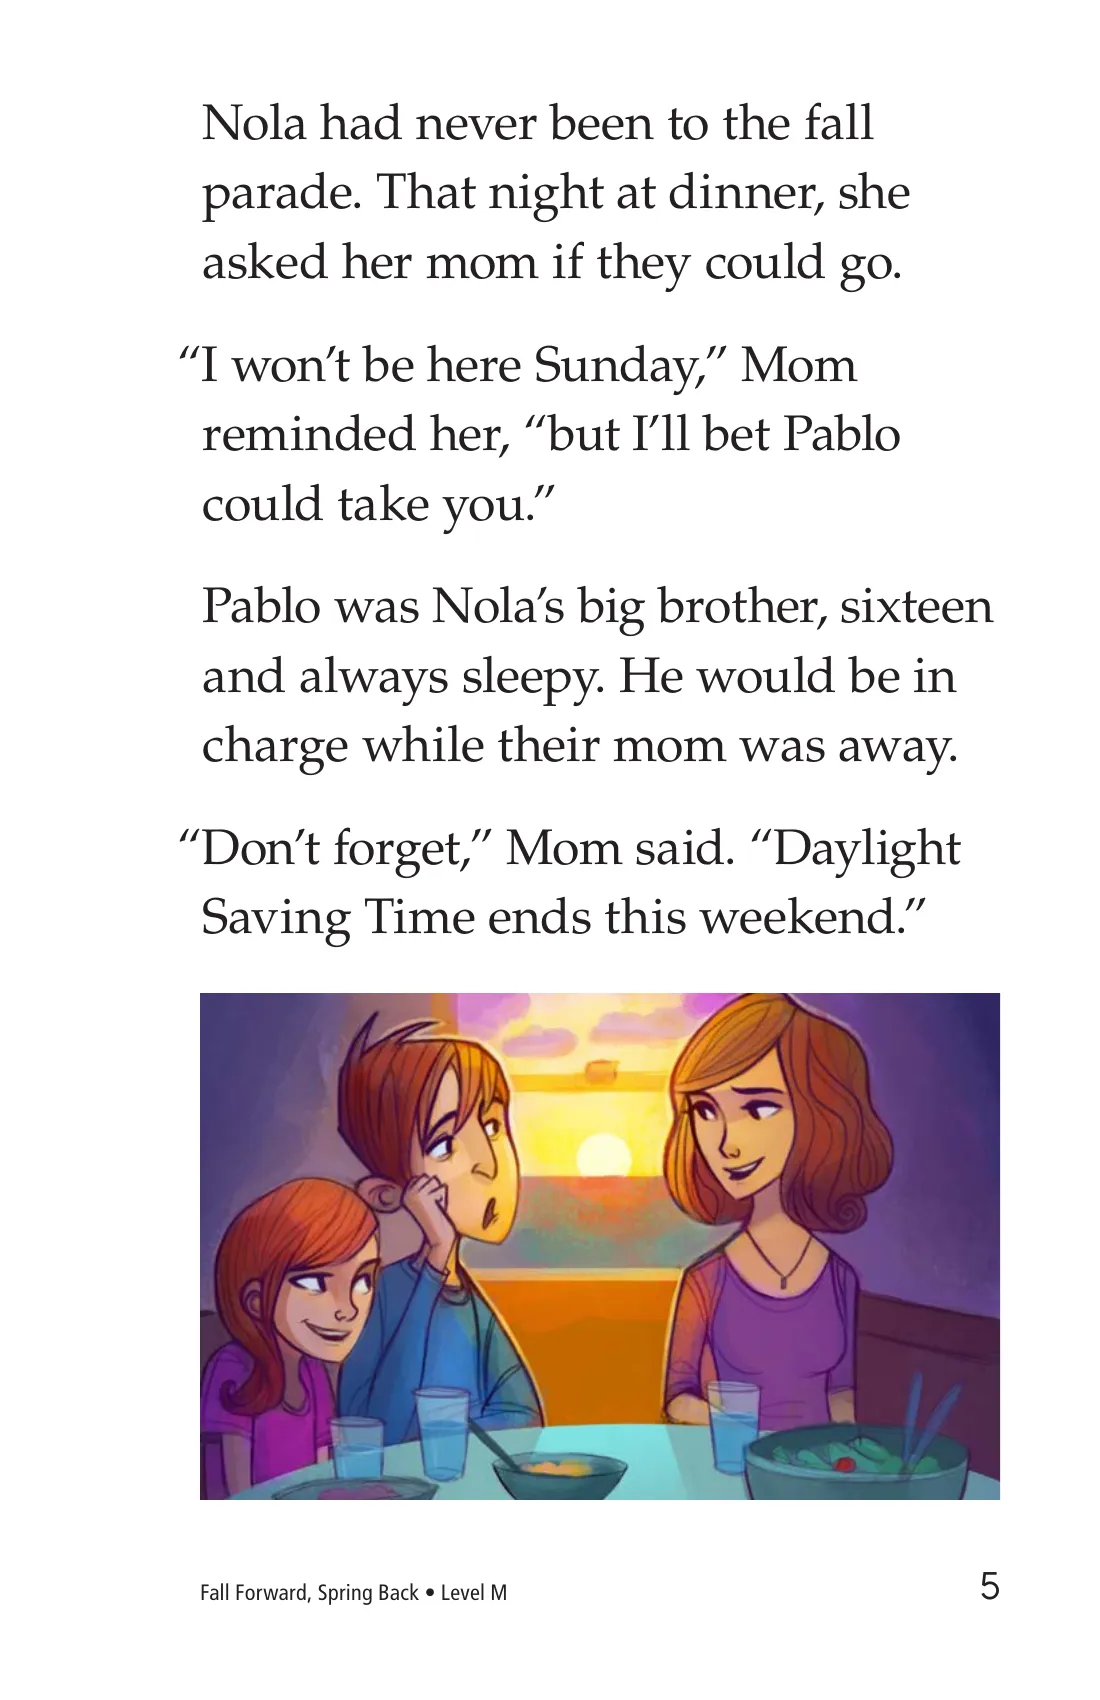 Nola had never been to the fall
parade. That night at dinner, she
asked her mom if they could go.
“I won’t be here Sunday,” Mom
reminded her, “but I’ll bet Pablo
could take you.”
Pablo was Nola’s big brother, sixteen
and always sleepy. He would be in
charge while their mom was away.
“Don’t forget,” Mom said. “Daylight
Saving Time ends this weekend.”
Fall Forward, Spring Back • Level M
5